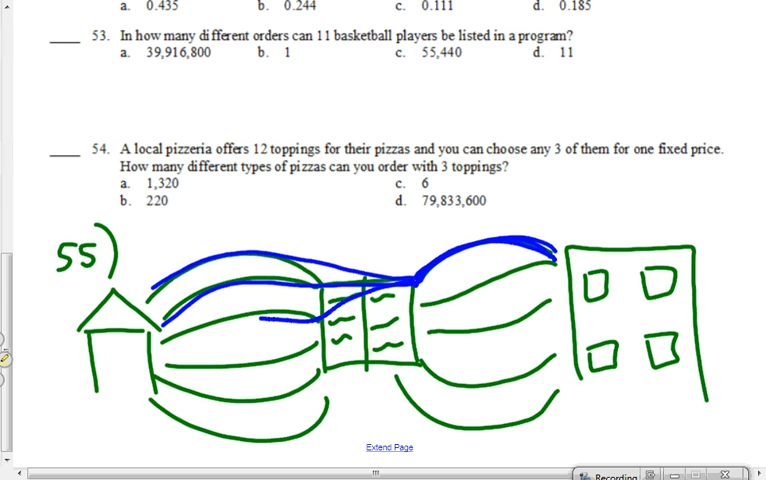 a. 0.435 b. 0.244 c. 0.111 d. 0.185
____ 53. In how many different orders can 11 basketball players be listed in a program?
a. 39,916,800 b. 1 c. 55,440 d. 11
____ 54. A local pizzeria offers 12 toppings for their pizzas and you can choose any 3 of them for one fixed price.
How many different types of pizzas can you order with 3 toppings?
a. 1,320 c. 6
b. 220 d. 79,833,600
55)
Extend Page
Recording